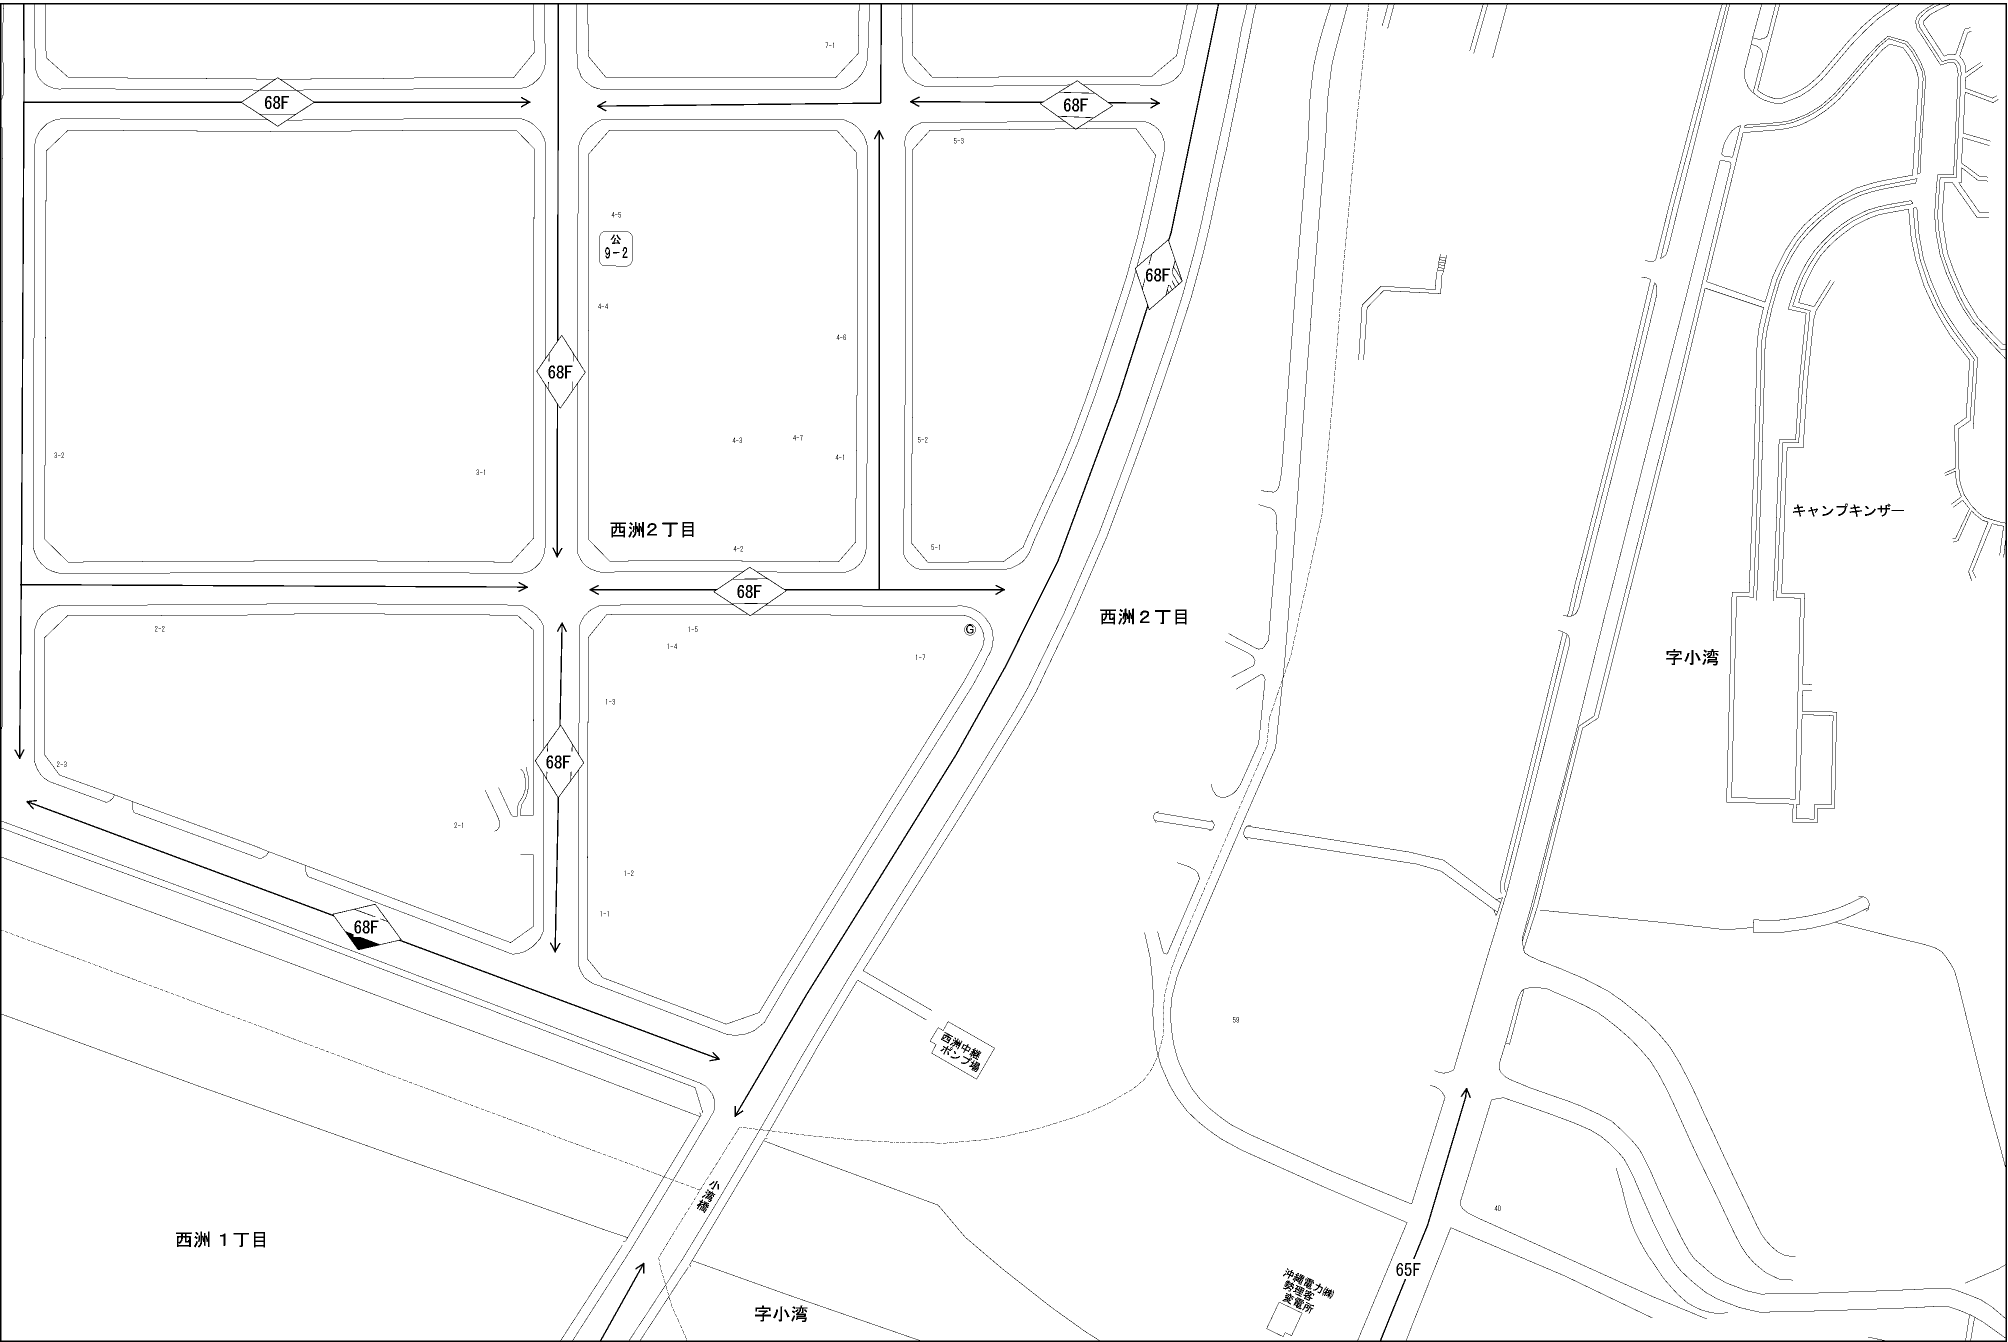 7-1
68F
68F
68F
5-3
4-5
公
9-2
68F
4-4
4-6
68F
4-3
4-7
5-2
3-2
4-1
3-1
キャンプキンザー
西洲2丁目
4-2
5-1
68F
西洲2丁目
2-2
1-5
G
1-4
1-7
字小湾
1-3
2-3
68F
2-1
1-2
1-1
68F
59
西洲中継
ポンプ場
小湾橋
40
西洲1丁目
65F
沖縄電力㈱
勢理客
変電所
字小湾